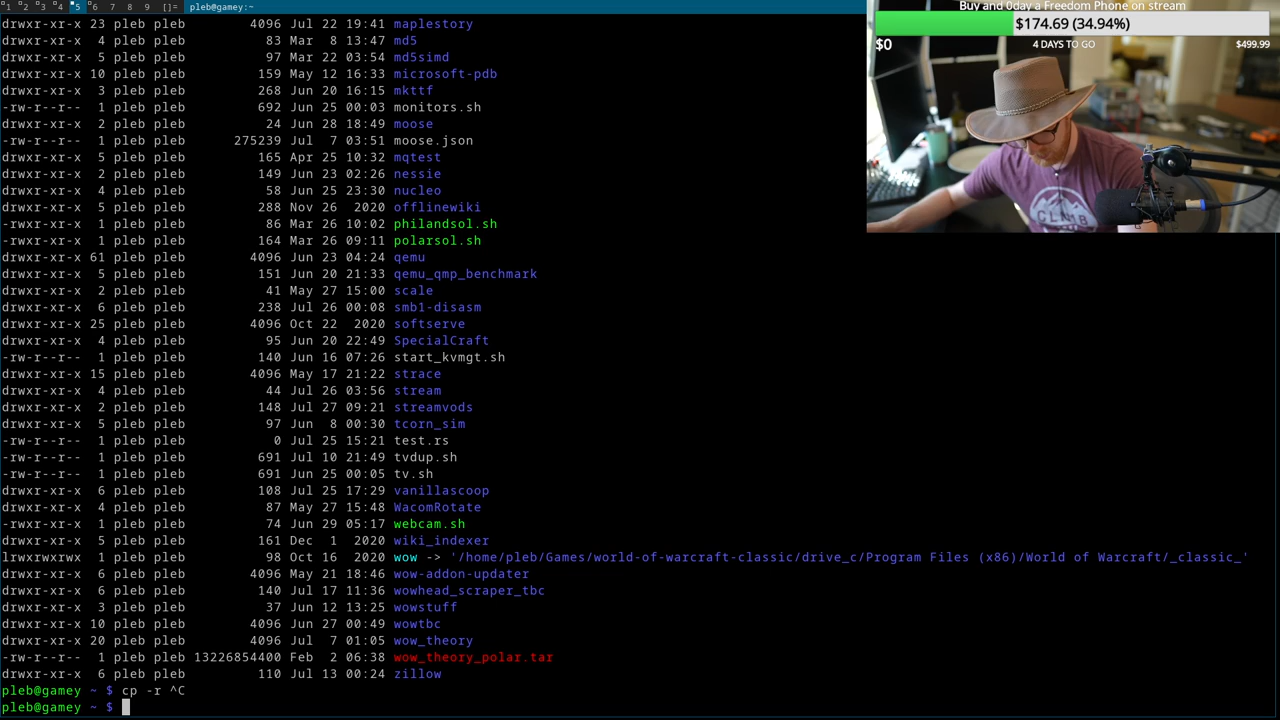 1 2 3 4 5 6 7 8 9 []= pleb@gamey:~
drwxr-xr-x 23 pleb pleb 4096 Jul 22 19:41 maplestory
drwxr-xr-x 4 pleb pleb 83 Mar 8 13:47 md5
drwxr-xr-x 5 pleb pleb 97 Mar 22 03:54 md5simd
drwxr-xr-x 10 pleb pleb 159 May 12 16:33 microsoft-pdb
drwxr-xr-x 3 pleb pleb 268 Jun 20 16:15 mkttf
-rw-r--r-- 1 pleb pleb 692 Jun 25 00:03 monitors.sh
drwxr-xr-x 2 pleb pleb 24 Jun 28 18:49 moose
-rw-r--r-- 1 pleb pleb 275239 Jul 7 03:51 moose.json
drwxr-xr-x 5 pleb pleb 165 Apr 25 10:32 mqtest
drwxr-xr-x 2 pleb pleb 149 Jun 23 02:26 nessie
drwxr-xr-x 4 pleb pleb 58 Jun 25 23:30 nucleo
drwxr-xr-x 5 pleb pleb 288 Nov 26 2020 offlinewiki
-rwxr-xr-x 1 pleb pleb 86 Mar 26 10:02 philandsol.sh
-rwxr-xr-x 1 pleb pleb 164 Mar 26 09:11 polarsol.sh
drwxr-xr-x 61 pleb pleb 4096 Jun 23 04:24 qemu
drwxr-xr-x 5 pleb pleb 151 Jun 20 21:33 qemu_qmp_benchmark
drwxr-xr-x 2 pleb pleb 41 May 27 15:00 scale
drwxr-xr-x 6 pleb pleb 238 Jul 26 00:08 smb1-disasm
drwxr-xr-x 25 pleb pleb 4096 Oct 22 2020 softserve
drwxr-xr-x 4 pleb pleb 95 Jun 20 22:49 SpecialCraft
-rw-r--r-- 1 pleb pleb 140 Jun 16 07:26 start_kvmgt.sh
drwxr-xr-x 15 pleb pleb 4096 May 17 21:22 strace
drwxr-xr-x 4 pleb pleb 44 Jul 26 03:56 stream
drwxr-xr-x 2 pleb pleb 148 Jul 27 09:21 streamvods
drwxr-xr-x 5 pleb pleb 97 Jun 8 00:30 tcorn_sim
-rw-r--r-- 1 pleb pleb 0 Jul 25 15:21 test.rs
-rw-r--r-- 1 pleb pleb 691 Jul 10 21:49 tvdup.sh
-rw-r--r-- 1 pleb pleb 691 Jun 25 00:05 tv.sh
drwxr-xr-x 6 pleb pleb 108 Jul 25 17:29 vanillascoop
drwxr-xr-x 4 pleb pleb 87 May 27 15:48 WacomRotate
-rwxr-xr-x 1 pleb pleb 74 Jun 29 05:17 webcam.sh
drwxr-xr-x 5 pleb pleb 161 Dec 1 2020 wiki_indexer
lrwxrwxrwx 1 pleb pleb 98 Oct 16 2020 wow -> '/home/pleb/Games/world-of-warcraft-classic/drive_c/Program Files (x86)/World of Warcraft/_classic_'
drwxr-xr-x 6 pleb pleb 4096 May 21 18:46 wow-addon-updater
drwxr-xr-x 6 pleb pleb 140 Jul 17 11:36 wowhead_scraper_tbc
drwxr-xr-x 3 pleb pleb 37 Jun 12 13:25 wowstuff
drwxr-xr-x 10 pleb pleb 4096 Jun 27 00:49 wowtbc
drwxr-xr-x 20 pleb pleb 4096 Jul 7 01:05 wow_theory
-rw-r--r-- 1 pleb pleb 13226854400 Feb 2 06:38 wow_theory_polar.tar
drwxr-xr-x 6 pleb pleb 110 Jul 13 00:24 zillow
pleb@gamey ~ $ cp -r ^C
pleb@gamey ~ $
Buy and 0day a Freedom Phone on stream
$174.69 (34.94%)
$0 4 DAYS TO GO $499.99